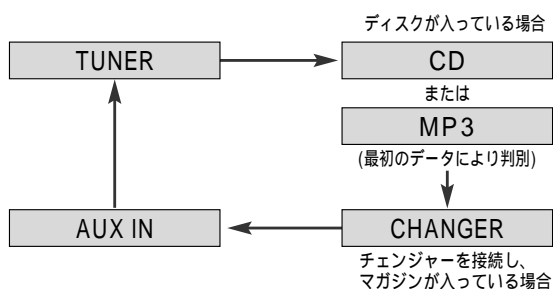 ディスクが入っている場合
TUNER
CD
または
MP3
(最初のデータにより判別)
AUX IN
CHANGER
チェンジャーを接続し、
マガジンが入っている場合